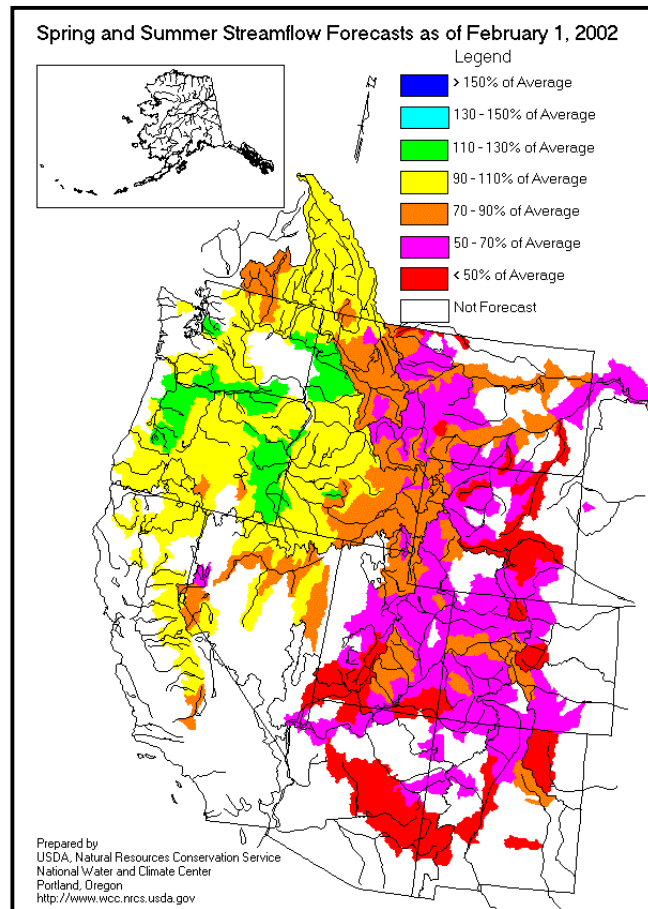 Spring and Summer Streamflow Forecasts as of February 1, 2002
Legend
> 150% of Average
130 - 150% of Average
110 - 130% of Average
90 - 110% of Average
70 - 90% of Average
50 - 70% of Average
< 50% of Average
Not Forecast
Prepared by
USDA, Natural Resources Conservation Service
National Water and Climate Center
Portland, Oregon
http://www.wcc.nrcs.usda.gov